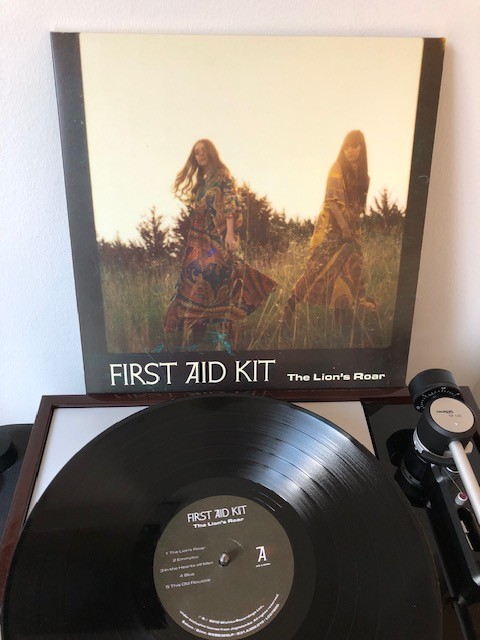 FIRST AID KIT The Lion's Roar
FIRST AID KIT
The Lion's Roar
1 The Lion's Roar
2 Emmylou
3 In the Hearts of Men
4 Blue
5 This Old Routine
A